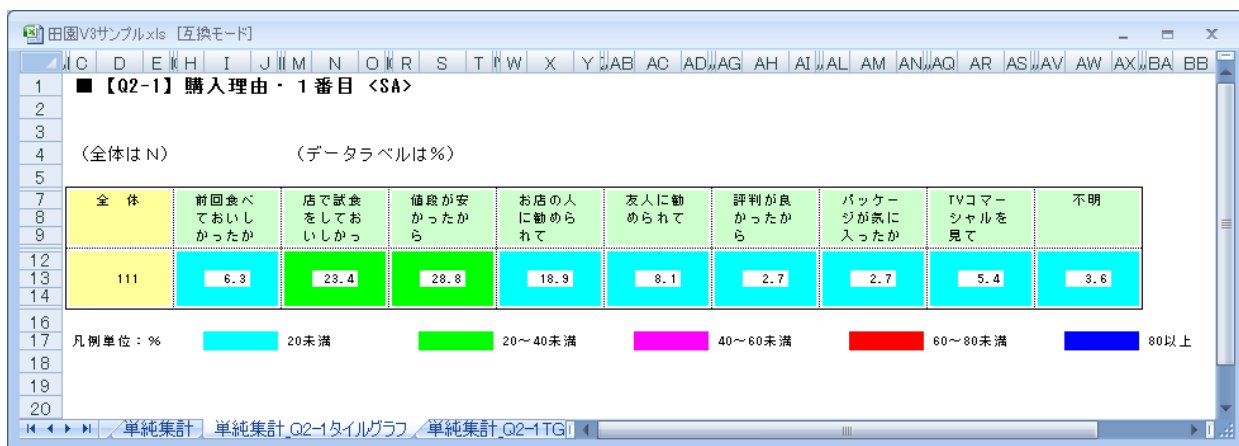 田園V3サンプル.xls [互換モード]
C D E H I J M N O R S T W X Y AB AC AD AG AH AI AL AM AN AQ AR AS AV AW AX BA BB
1 ■【Q2-1】購入理由・1番目 <SA>
2
3
4 (全体はN) (データラベルは%)
5
7 全 体 前回食べ 店で試食 値段が安 お店の人 友人に勧 評判が良 パッケー TVコマー 不明
8 ておいし をしてお かったか に勧めら められて かったか ジが気に シャルを
9 かったか いしかっ ら れて ら 入ったか 見て
12
13 111 6.3 23.4 28.8 18.9 8.1 2.7 2.7 5.4 3.6
14
16
17 凡例単位:% 20未満 20〜40未満 40〜60未満 60〜80未満 80以上
18
19
20
単純集計 単純集計_Q2-1タイルグラフ 単純集計_Q2-1TG